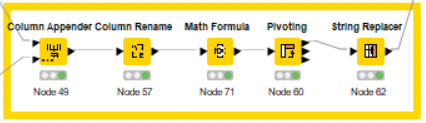 Column Appender Column Rename Math Formula Pivoting String Replacer
Node 49 Node 57 Node 71 Node 60 Node 62